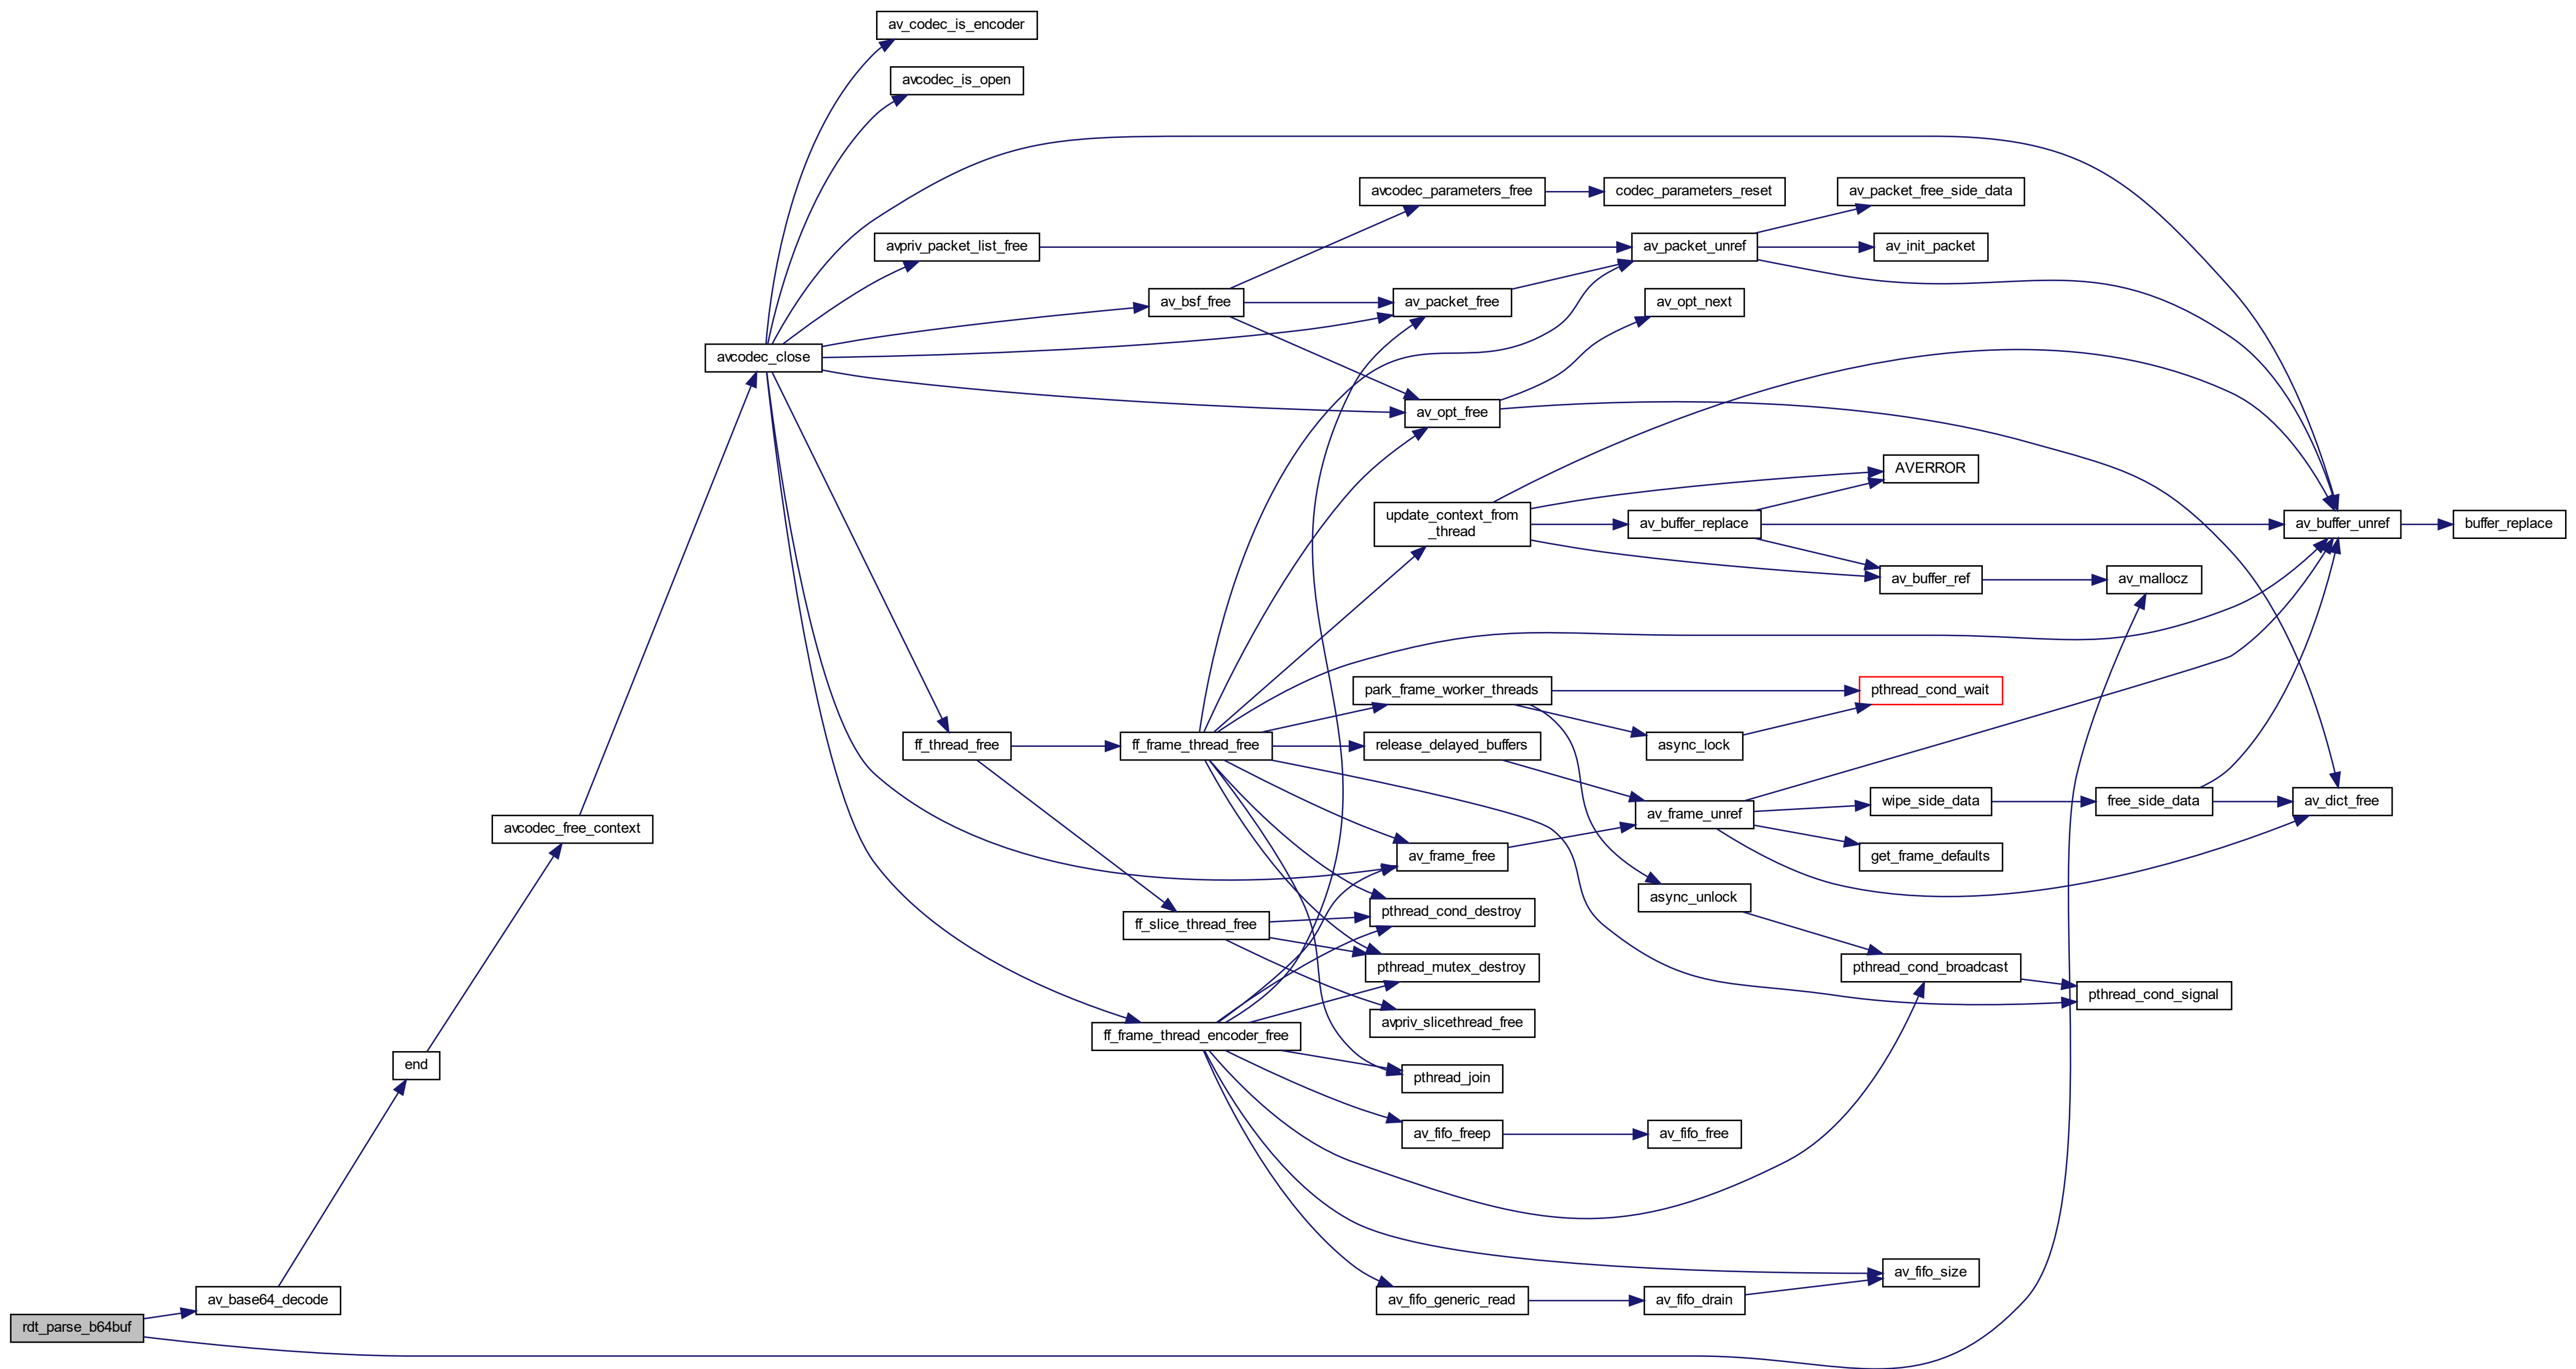 av_codec_is_encoder
avcodec_is_open
avcodec_parameters_free
codec_parameters_reset
av_packet_free_side_data
avpriv_packet_list_free
av_packet_unref
av_init_packet
av_bsf_free
av_packet_free
av_opt_next
avcodec_close
av_opt_free
AVERROR
update_context_from
_thread
av_buffer_replace
av_buffer_unref
buffer_replace
av_buffer_ref
av_mallocz
park_frame_worker_threads
pthread_cond_wait
ff_thread_free
ff_frame_thread_free
release_delayed_buffers
async_lock
wipe_side_data
free_side_data
av_dict_free
av_frame_unref
avcodec_free_context
av_frame_free
get_frame_defaults
async_unlock
pthread_cond_destroy
ff_slice_thread_free
pthread_mutex_destroy
pthread_cond_broadcast
pthread_cond_signal
avpriv_slicethread_free
ff_frame_thread_encoder_free
end
pthread_join
av_fifo_freep
av_fifo_free
av_fifo_size
av_base64_decode
av_fifo_generic_read
av_fifo_drain
rdt_parse_b64buf